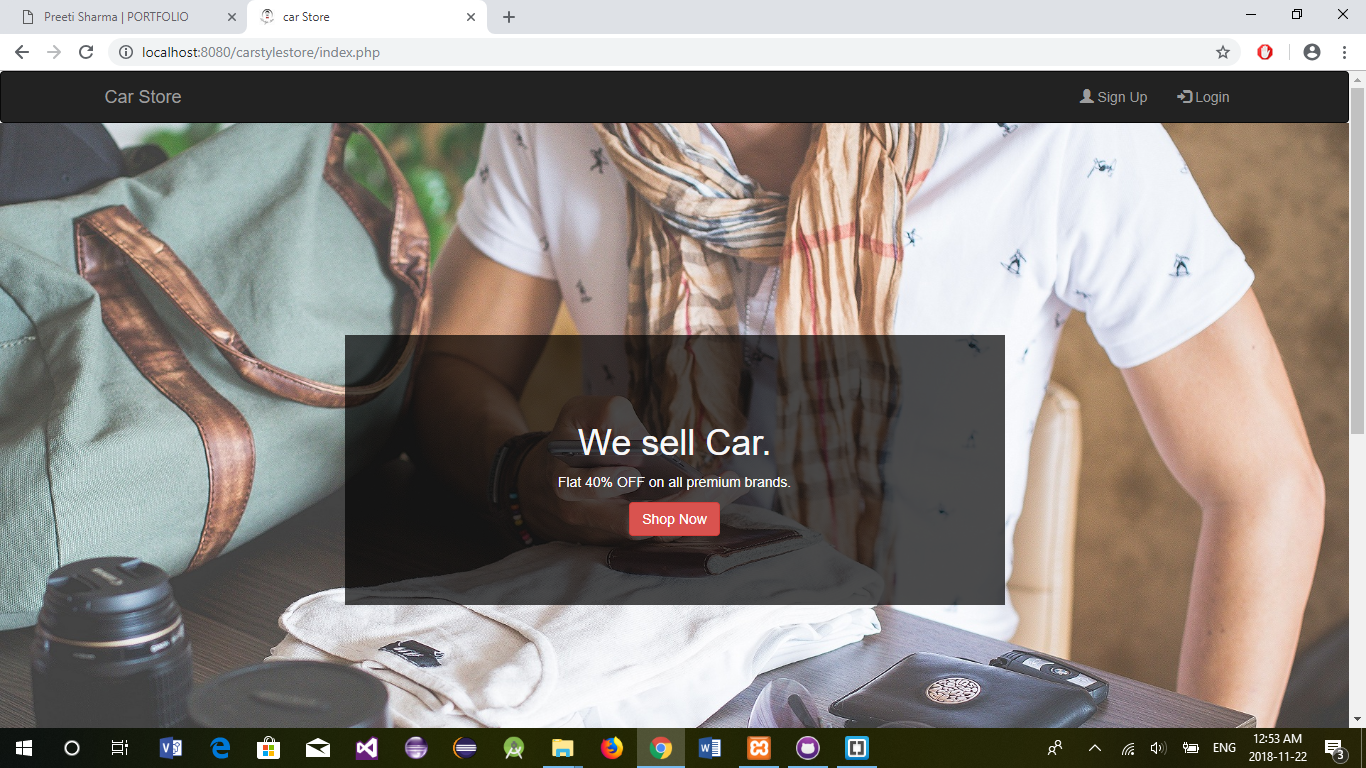 Preeti Sharma | PORTFOLIO
car Store
localhost:8080/carstylestore/index.php
Car Store
Sign Up
Login
We sell Car.
Flat 40% OFF on all premium brands.
Shop Now
ENG
12:53 AM
2018-11-22
3